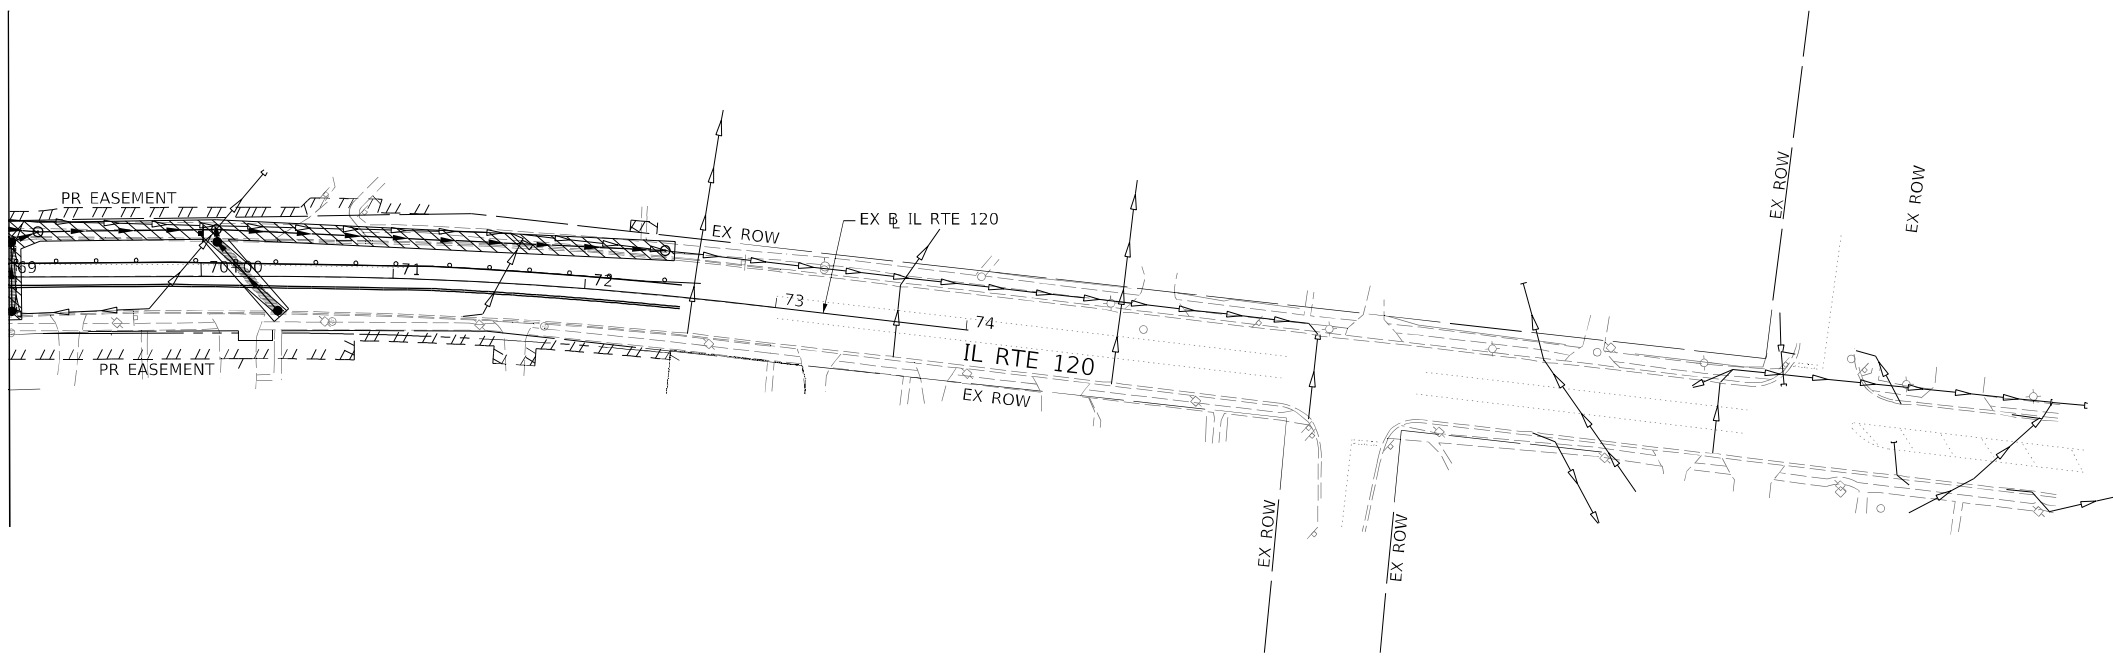 PR EASEMENT
EX ROW
EX ℄ IL RTE 120
EX ROW
EX ROW
69
70+00
71
72
73
74
IL RTE 120
PR EASEMENT
EX ROW
EX ROW
EX ROW